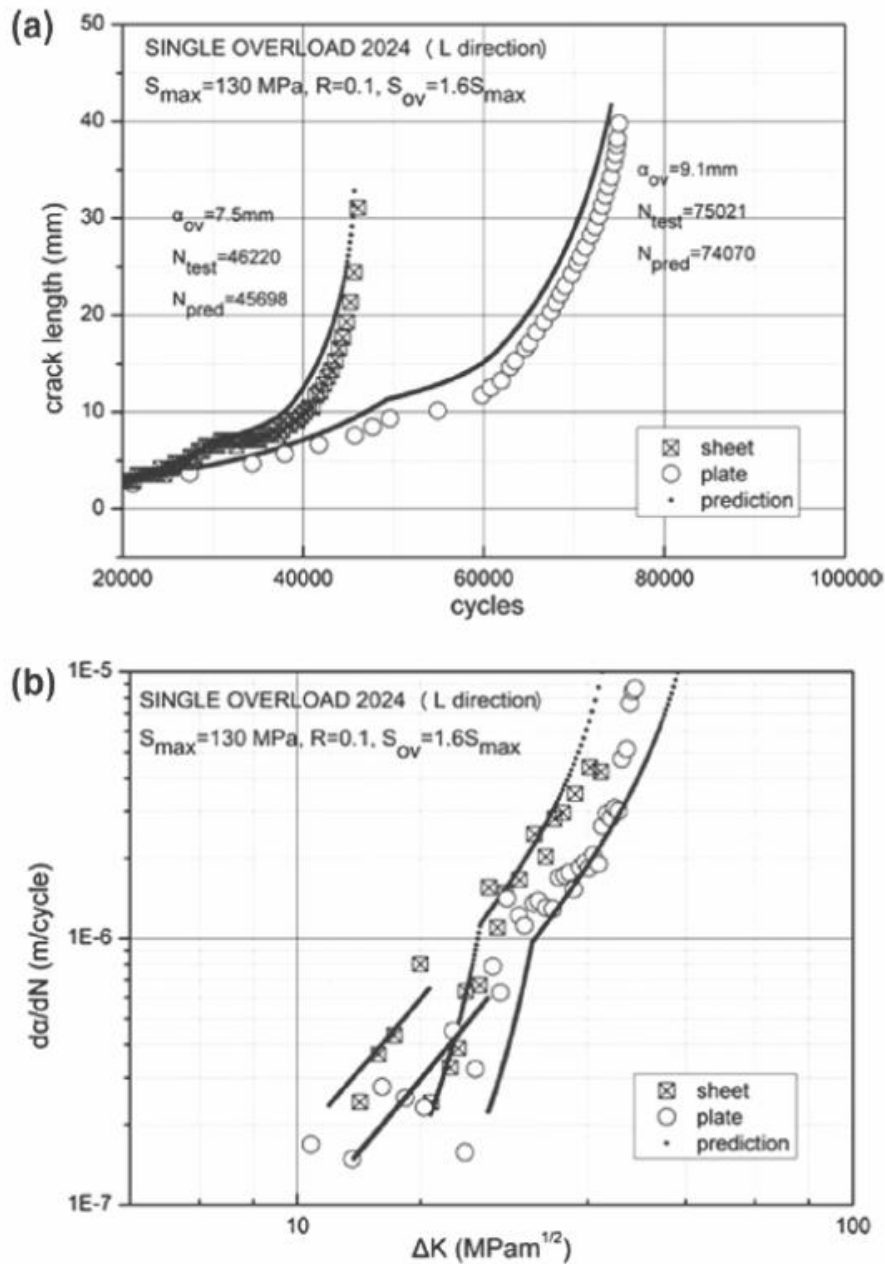 (a)
SINGLE OVERLOAD 2024 ( L direction)
Smax=130 MPa, R=0.1, Sov=1.6Smax
αov=7.5mm
Ntest=46220
Npred=45698
αov=9.1mm
Ntest=75021
Npred=74070
sheet
plate
prediction
crack length (mm)
50
40
30
20
10
0
20000 40000 60000 80000 100000
cycles
(b)
SINGLE OVERLOAD 2024 ( L direction)
Smax=130 MPa, R=0.1, Sov=1.6Smax
sheet
plate
prediction
dα/dN (m/cycle)
1E-5
1E-6
1E-7
10 100
ΔK (MPam1/2)